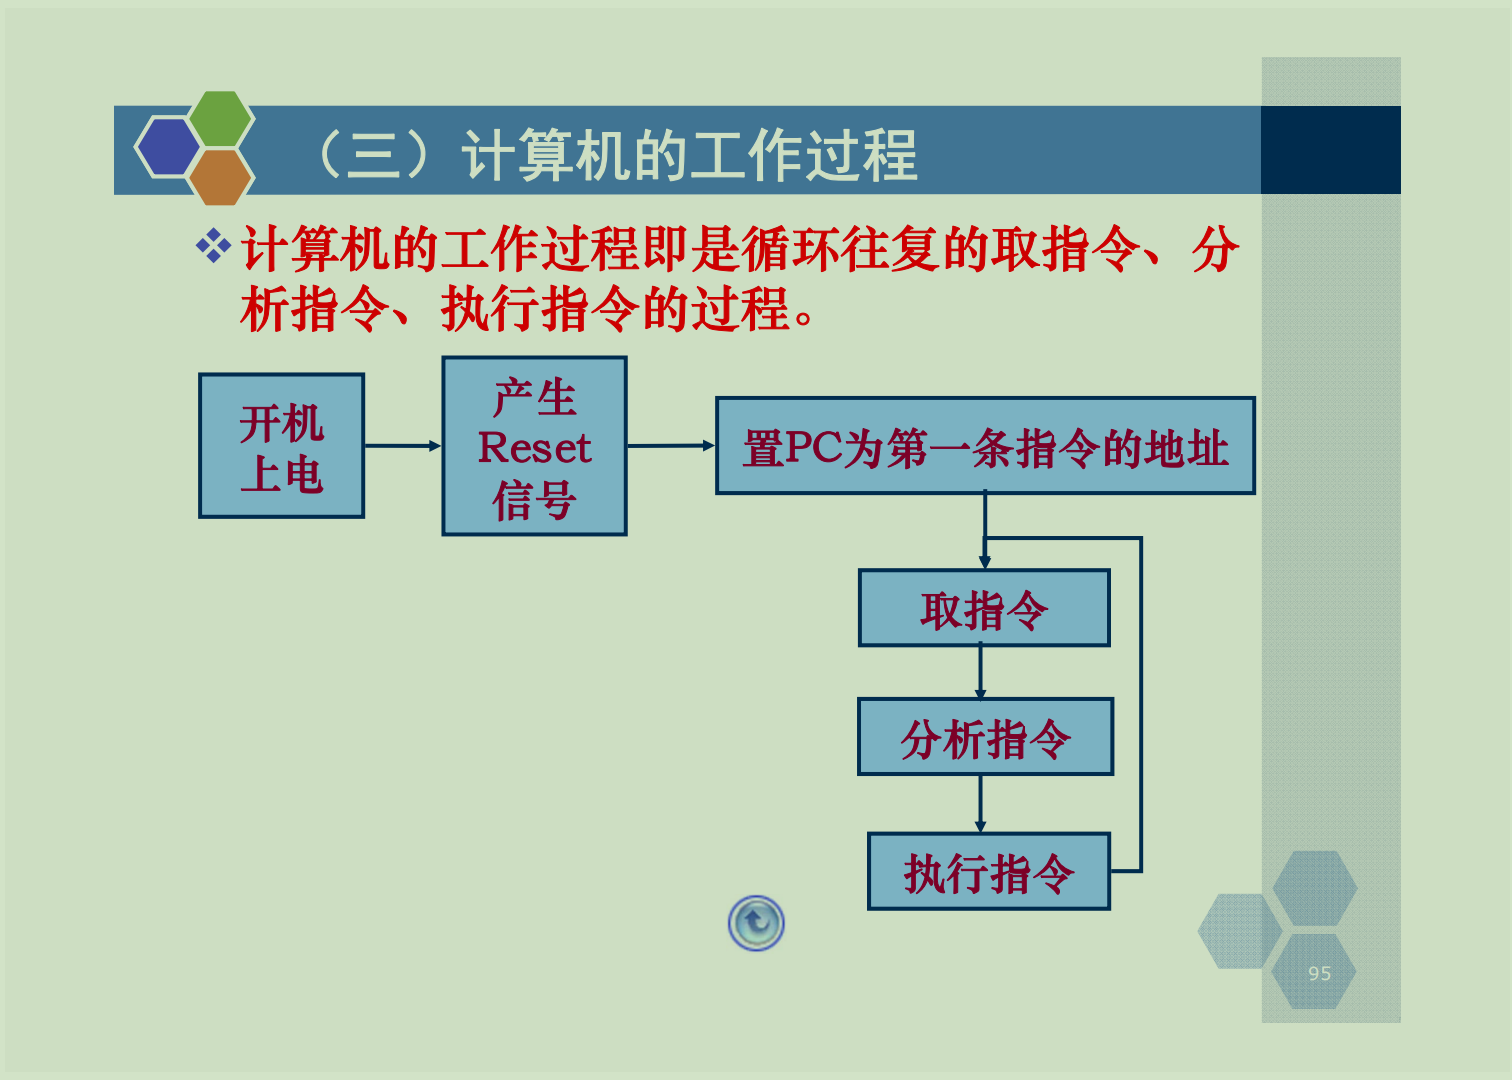 （三）计算机的工作过程
计算机的工作过程即是循环往复的取指令、分
析指令、执行指令的过程。
开机
上电
产生
Reset
信号
置PC为第一条指令的地址
取指令
分析指令
执行指令
95